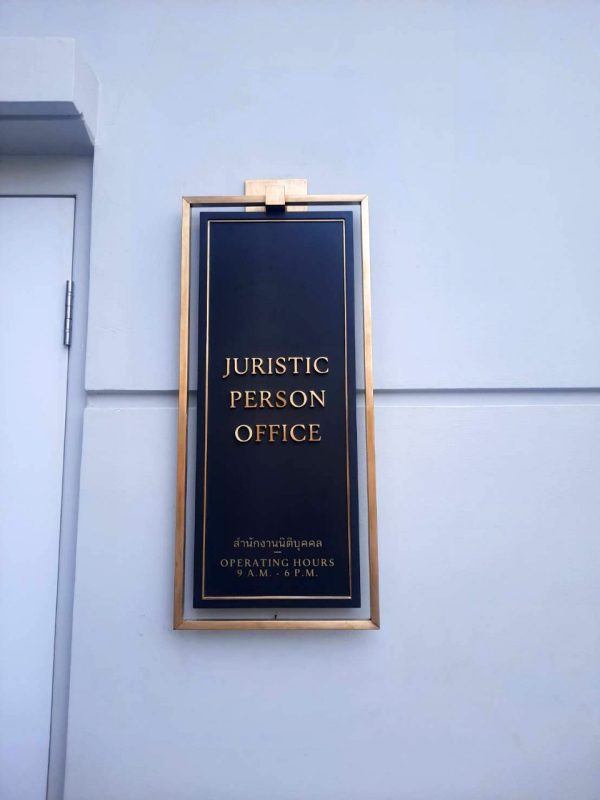 JURISTIC
PERSON
OFFICE
สำนักงานนิติบุคคล
OPERATING HOURS
9 A.M. - 6 P.M.